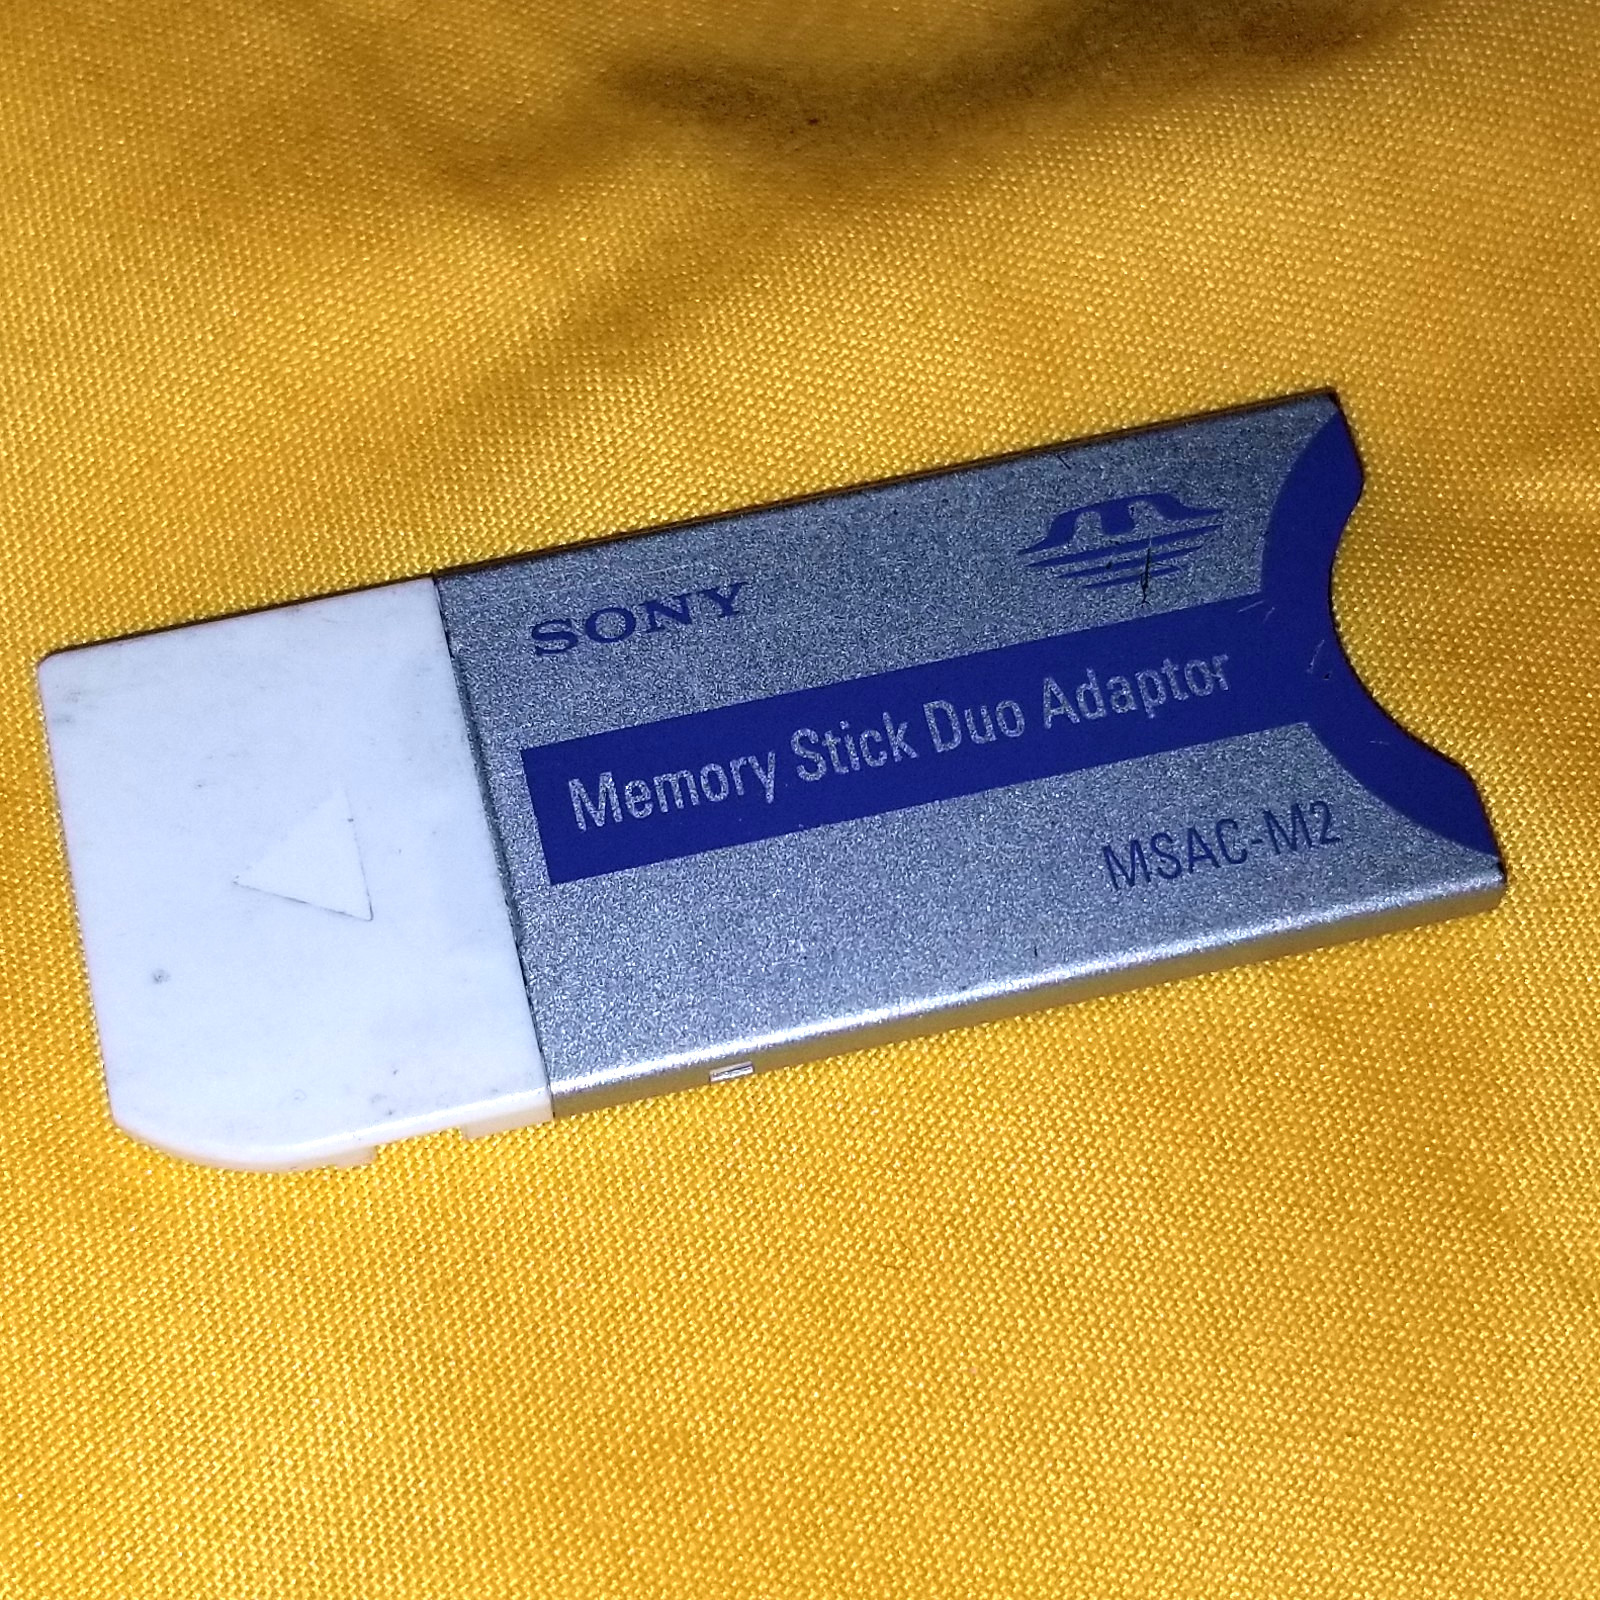 SONY
Memory Stick Duo Adaptor
MSAC-M2